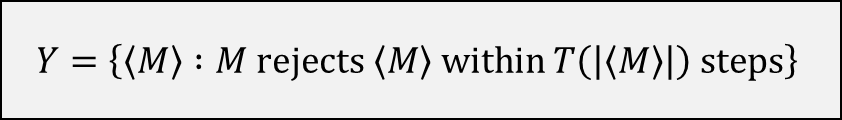 Y = {⟨M⟩ : M rejects ⟨M⟩ within T(|⟨M⟩|) steps}